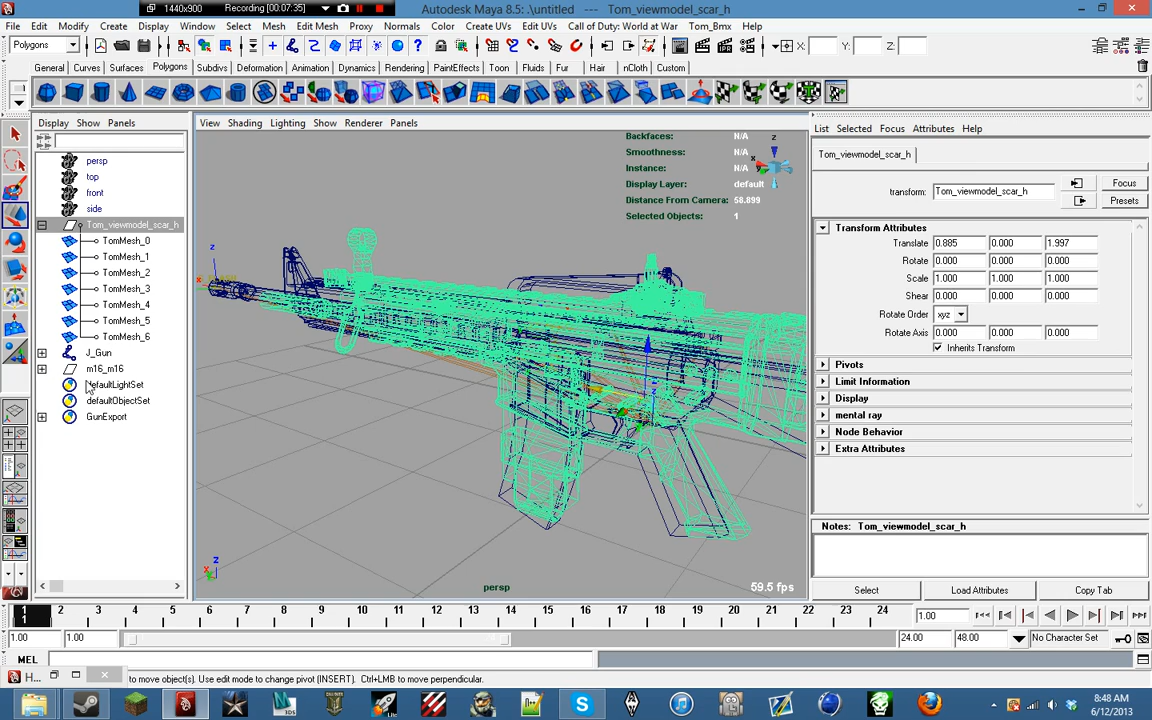 1440x900
Recording [00:07:35]
Autodesk Maya 8.5: .\untitled --- Tom_viewmodel_scar_h
File Edit Modify Create Display Window Select Mesh Edit Mesh Proxy Normals Color Create UVs Edit UVs Call of Duty: World at War Tom_Bmx Help
Polygons X: Y: Z:
General Curves Surfaces Polygons Subdivs Deformation Animation Dynamics Rendering PaintEffects Toon Fluids Fur Hair nCloth Custom
Display Show Panels
View Shading Lighting Show Renderer Panels
List Selected Focus Attributes Help
persp
top
front
side
Tom_viewmodel_scar_h
TomMesh_0
TomMesh_1
TomMesh_2
TomMesh_3
TomMesh_4
TomMesh_5
TomMesh_6
J_Gun
m16_m16
defaultLightSet
defaultObjectSet
GunExport
Backfaces: N/A
Smoothness: N/A
Instance: N/A
Display Layer: default
Distance From Camera: 58.899
Selected Objects: 1
z
x
z
x
z
x
persp
59.5 fps
Tom_viewmodel_scar_h
transform: Tom_viewmodel_scar_h
Focus
Presets
Transform Attributes
Translate 0.885 0.000 1.997
Rotate 0.000 0.000 0.000
Scale 1.000 1.000 1.000
Shear 0.000 0.000 0.000
Rotate Order xyz
Rotate Axis 0.000 0.000 0.000
Inherits Transform
Pivots
Limit Information
Display
mental ray
Node Behavior
Extra Attributes
Notes: Tom_viewmodel_scar_h
Select Load Attributes Copy Tab
1 2 3 4 5 6 7 8 9 10 11 12 13 14 15 16 17 18 19 20 21 22 23 24
1
1.00
1.00 1.00 24.00 48.00 No Character Set
MEL
H... to move object(s). Use edit mode to change pivot (INSERT). Ctrl+LMB to move perpendicular.
8:48 AM
6/12/2013